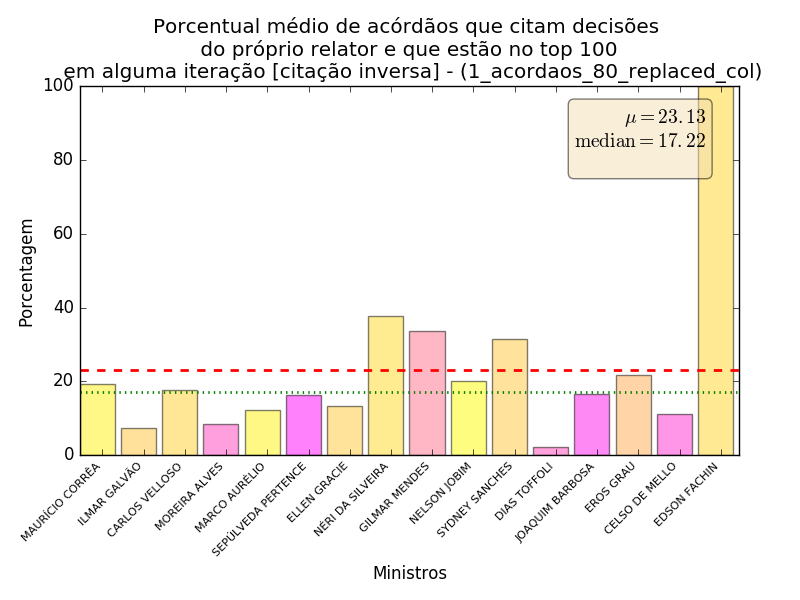 Porcentual médio de acórdãos que citam decisões
do próprio relator e que estão no top 100
em alguma iteração [citação inversa] - (1_acordaos_80_replaced_col)
100
80
60
40
20
0
Porcentagem
μ = 23.13
median = 17.22
MAURÍCIO CORRÊA
ILMAR GALVÃO
CARLOS VELLOSO
MOREIRA ALVES
MARCO AURÉLIO
SEPÚLVEDA PERTENCE
ELLEN GRACIE
NÉRI DA SILVEIRA
GILMAR MENDES
NELSON JOBIM
SYDNEY SANCHES
DIAS TOFFOLI
JOAQUIM BARBOSA
EROS GRAU
CELSO DE MELLO
EDSON FACHIN
Ministros